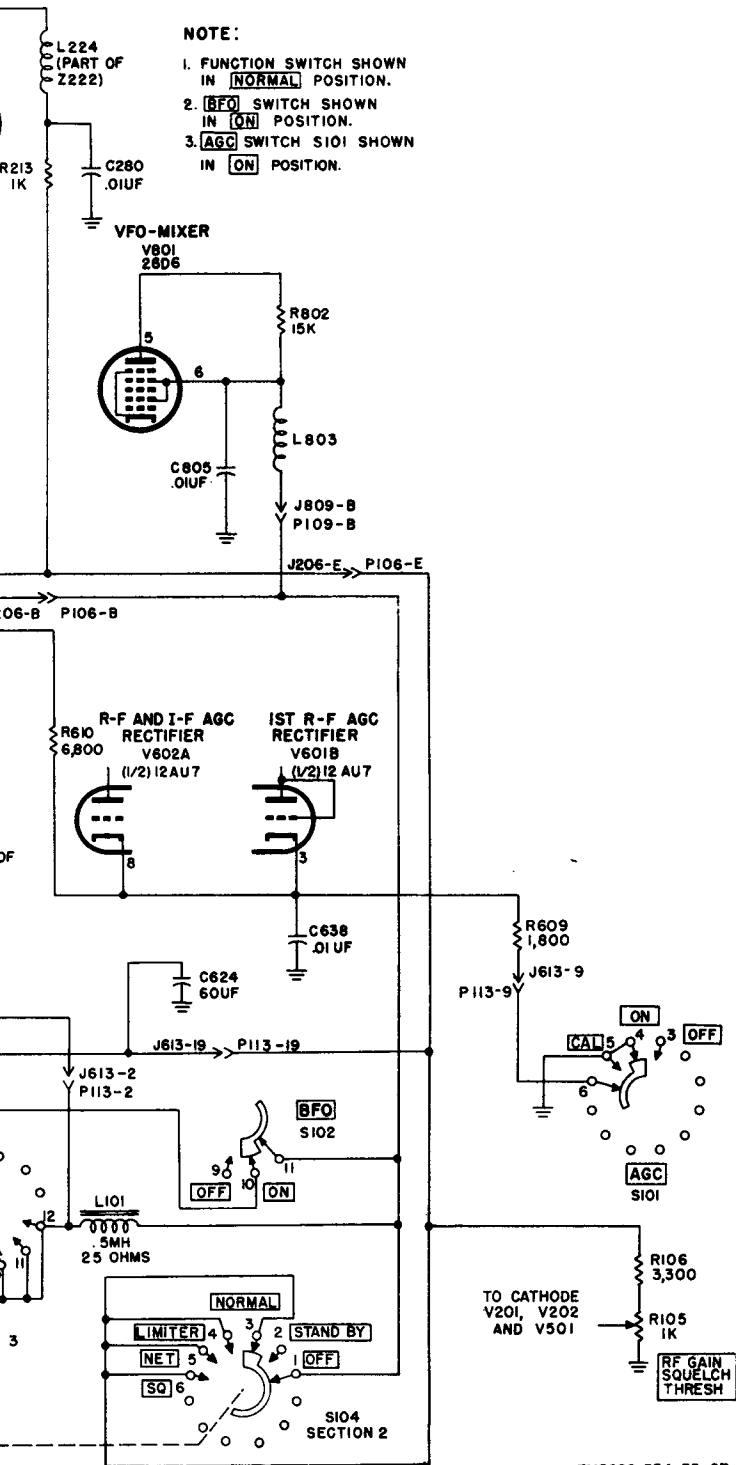 L224
(PART OF
Z222)
NOTE:
1. FUNCTION SWITCH SHOWN
IN NORMAL POSITION.
2. BFO SWITCH SHOWN
IN ON POSITION.
3. AGC SWITCH S101 SHOWN
IN ON POSITION.
R213
1K
C280
.01UF
VFO-MIXER
V801
26D6
5
6
R802
15K
L803
C805
.01UF
J809-B
P109-B
J206-E
P106-E
06-B
P106-B
R610
6,800
R-F AND I-F AGC
RECTIFIER
V602A
(1/2) 12AU7
1ST R-F AGC
RECTIFIER
V601B
(1/2) 12AU7
8
3
OF
C638
.01UF
R609
1,800
J613-9
P113-9
C624
60UF
J613-19
P113-19
ON
CAL
5
4
3
OFF
6
AGC
S101
J613-2
P113-2
BFO
S102
9
10
11
OFF
ON
12
11
L101
.5MH
25 OHMS
3
NORMAL
LIMITER
4
3
2
STAND BY
NET
5
1
OFF
SQ
6
S104
SECTION 2
R106
3,300
TO CATHODE
V201, V202
AND V501
R105
1K
RF GAIN
SQUELCH
THRESH